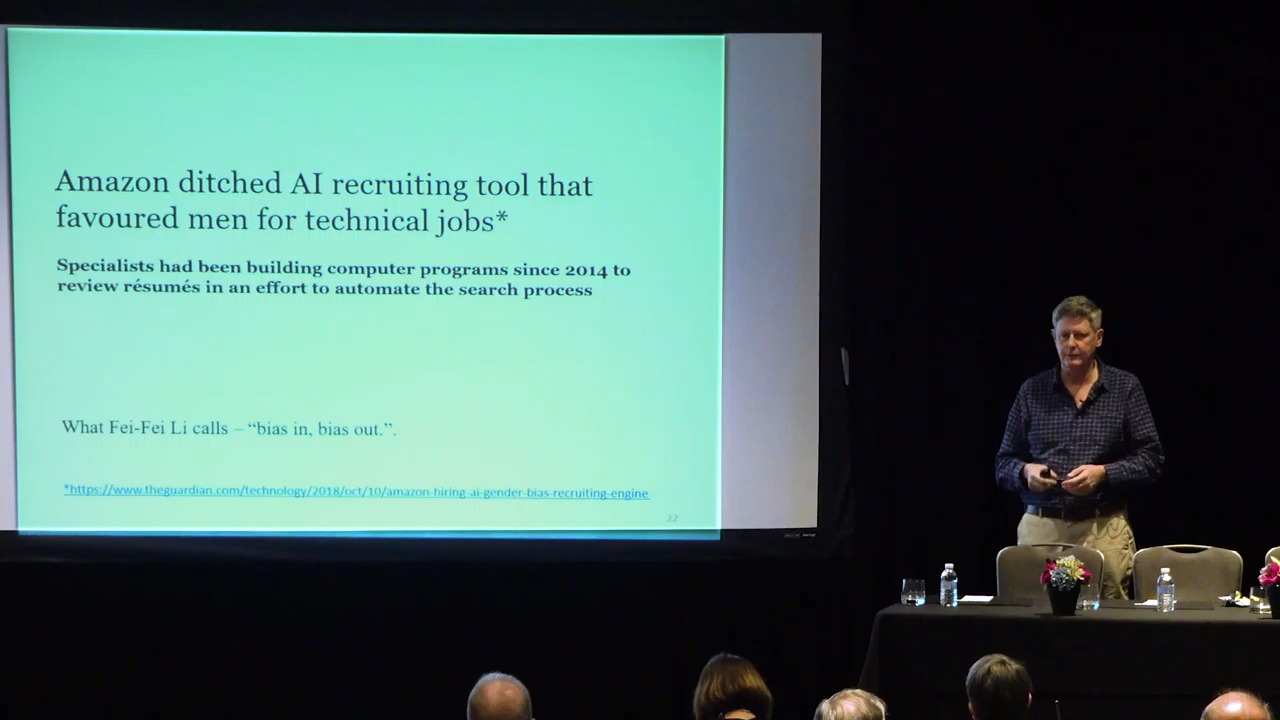 Amazon ditched AI recruiting tool that
favoured men for technical jobs*
Specialists had been building computer programs since 2014 to
review résumés in an effort to automate the search process
What Fei-Fei Li calls – “bias in, bias out.”.
*https://www.theguardian.com/technology/2018/oct/10/amazon-hiring-ai-gender-bias-recruiting-engine
22